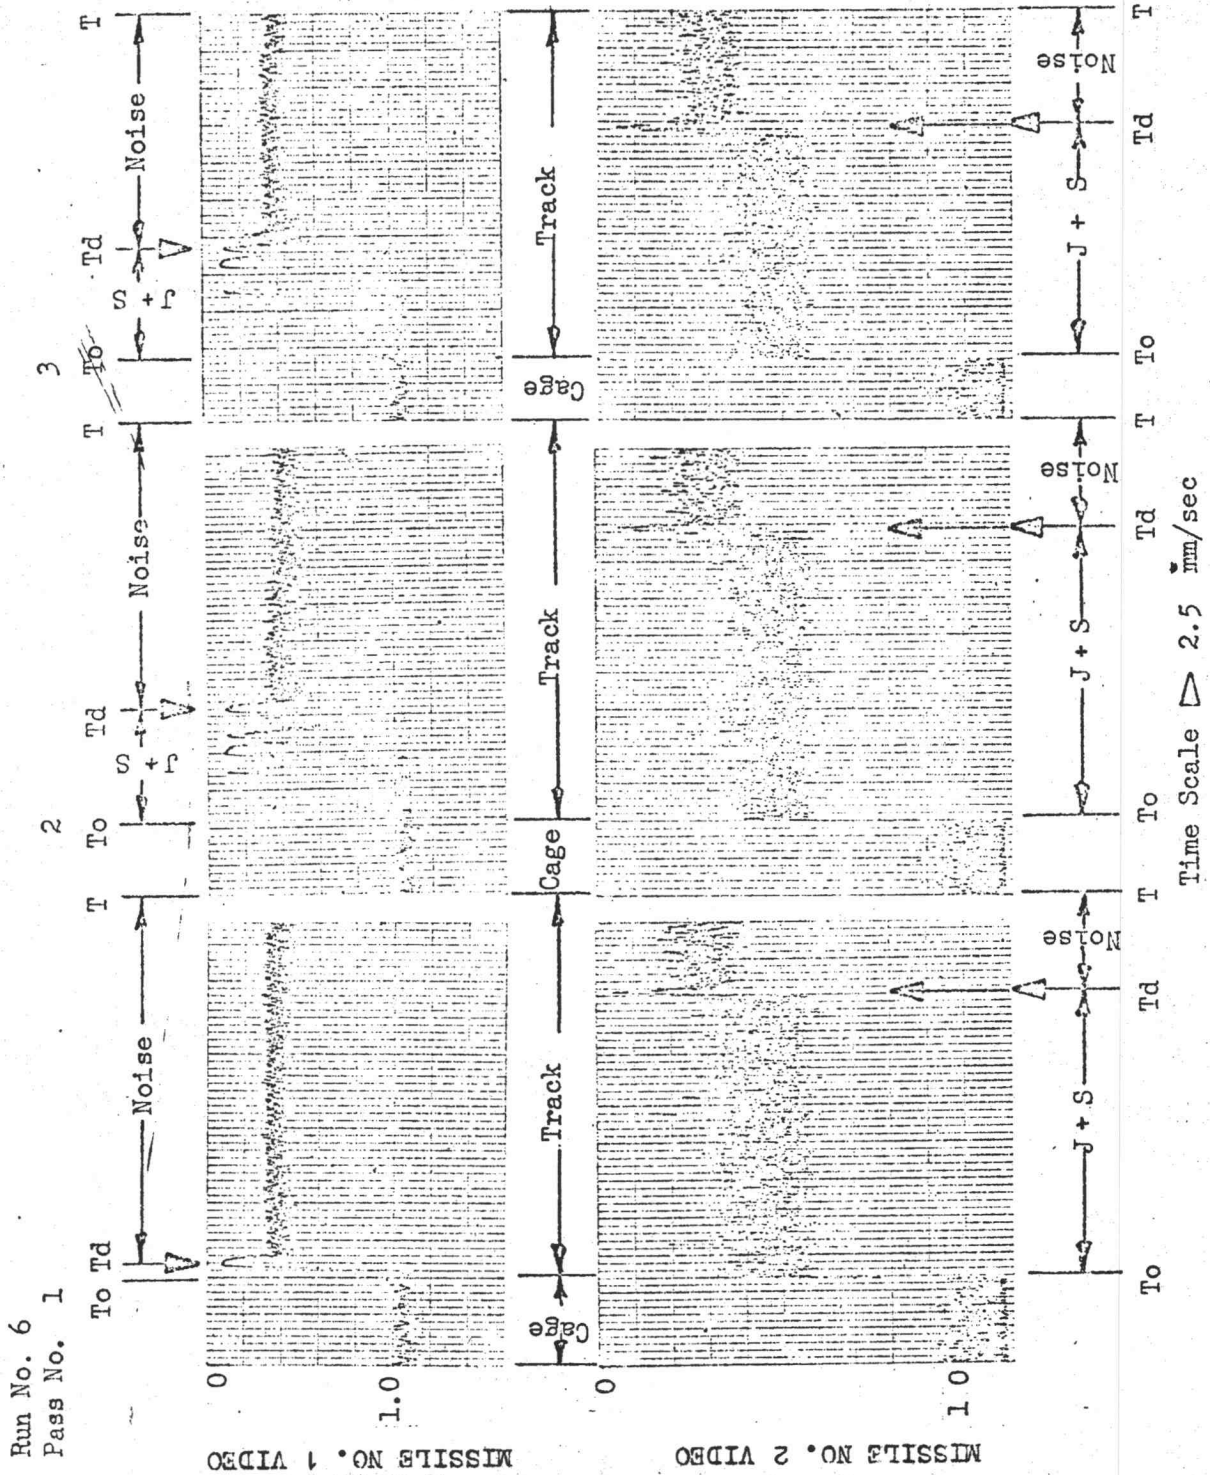 Run No. 6
Pass No. 1 2 3
To Td T To Td T To Td T
Noise J + S Noise J + S Noise
MISSILE NO. 1 VIDEO
0
1.0
Cage Track Cage Track Cage Track
MISSILE NO. 2 VIDEO
0
1 0
J + S Noise J + S Noise J + S Noise
To Td T To Td T To Td T
Time Scale ▷ 2.5 mm/sec